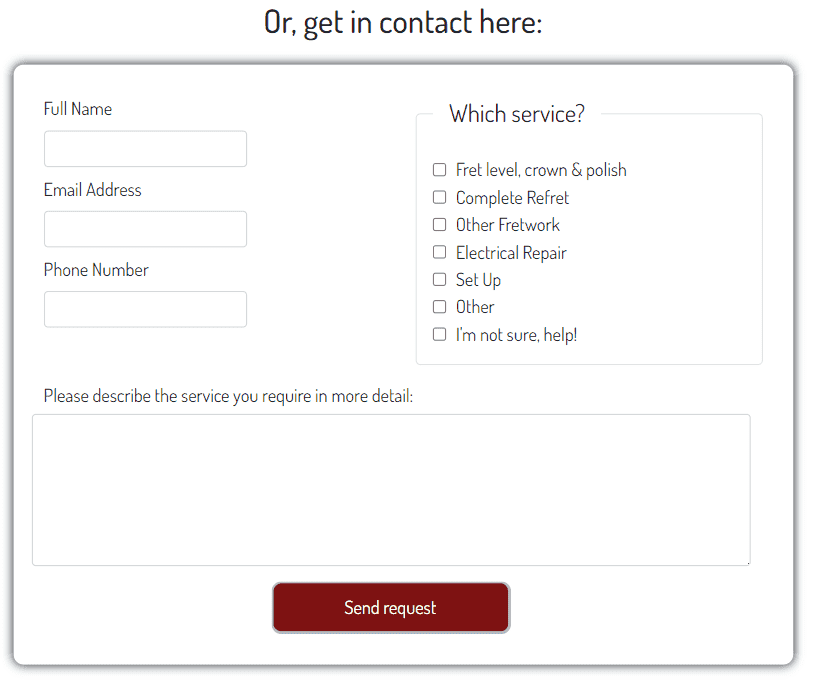 Or, get in contact here:
Full Name
Email Address
Phone Number
Which service?
Fret level, crown & polish
Complete Refret
Other Fretwork
Electrical Repair
Set Up
Other
I'm not sure, help!
Please describe the service you require in more detail:
Send request